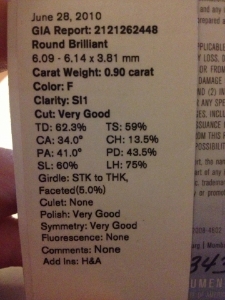 June 28, 2010
GIA Report: 2121262448
Round Brilliant
6.09 - 6.14 x 3.81 mm
Carat Weight: 0.90 carat
Color: F
Clarity: SI1
Cut: Very Good
TD: 62.3% TS: 59%
CA: 34.0° CH: 13.5%
PA: 41.0° PD: 43.5%
SL: 60% LH: 75%
Girdle: STK to THK,
Faceted(5.0%)
Culet: None
Polish: Very Good
Symmetry: Very Good
Fluorescence: None
Comments: None
Add Ins: H&A